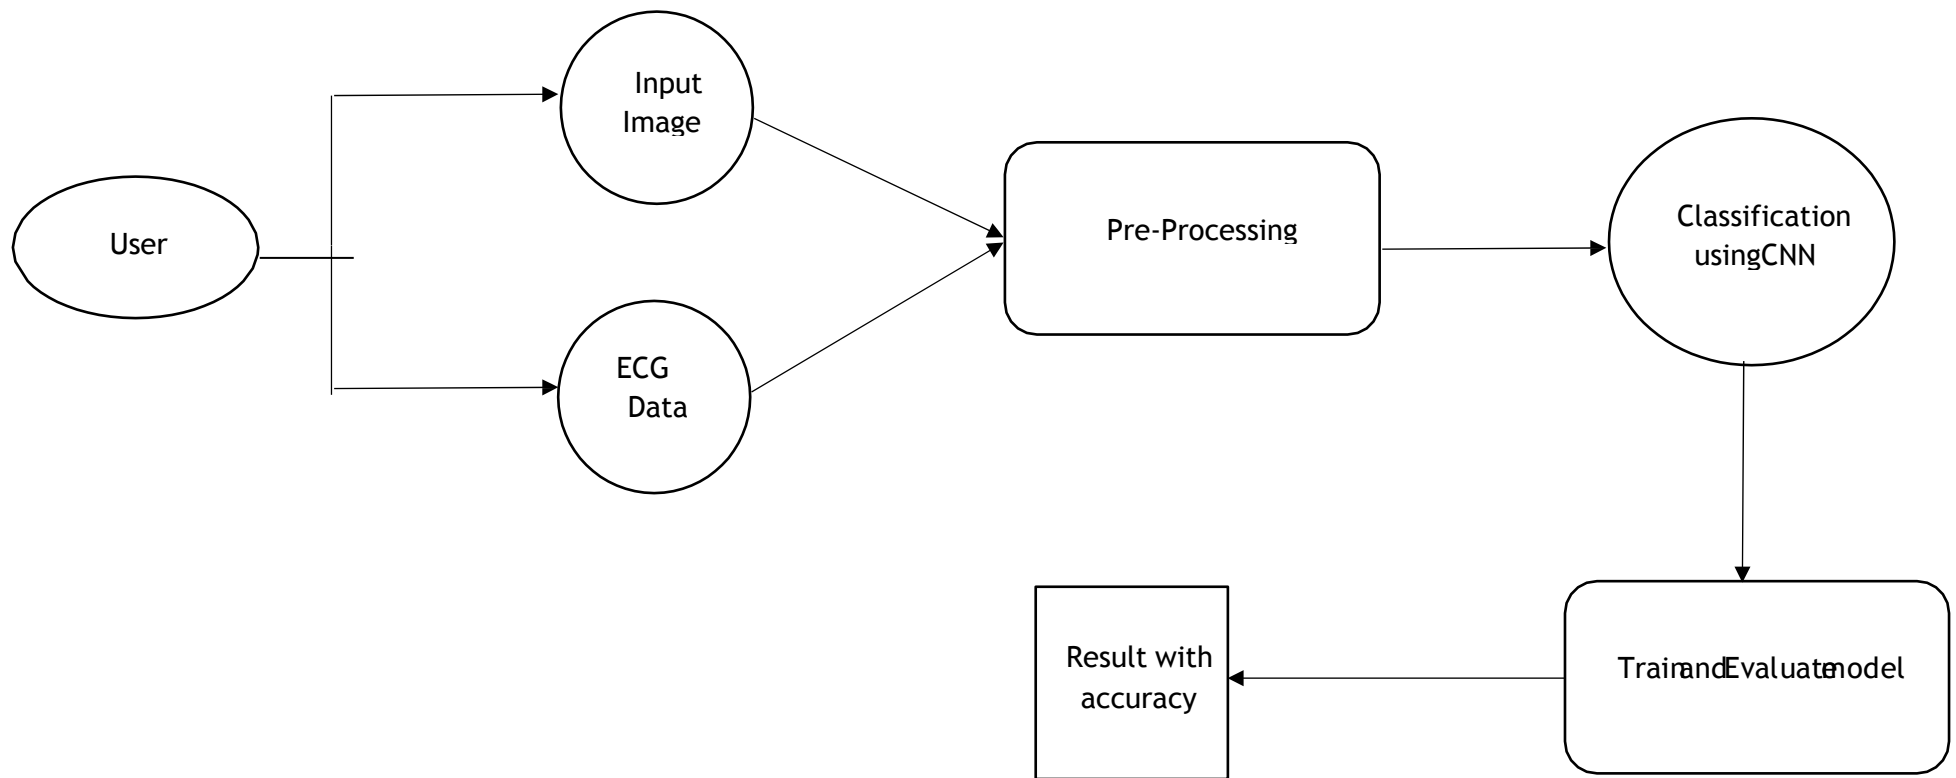 User
Input
Image
ECG
Data
Pre-Processing
Classification
usingCNN
TrainandEvaluatemodel
Result with
accuracy